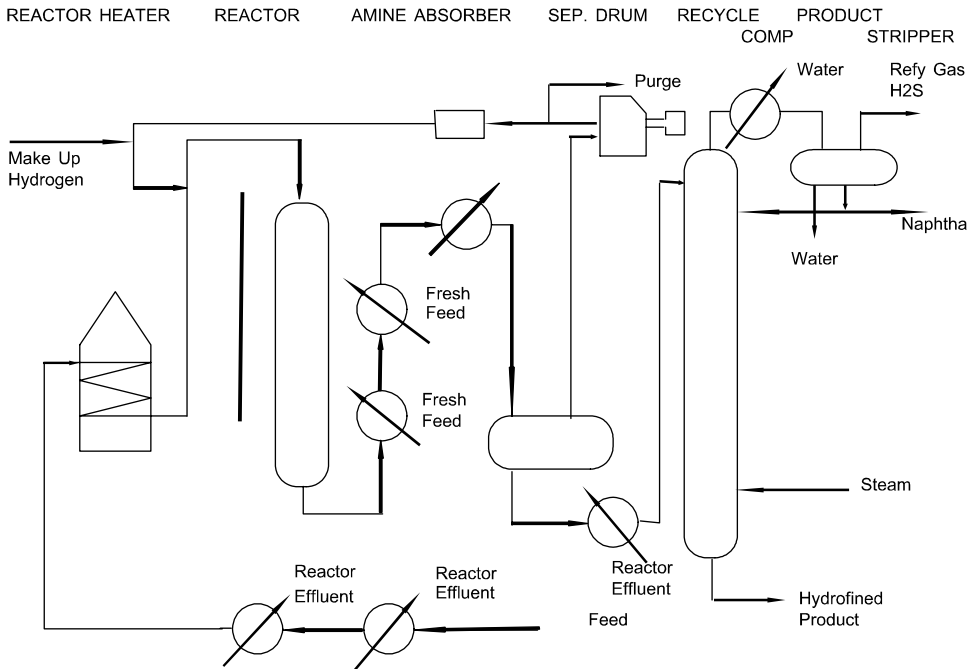 REACTOR HEATER REACTOR AMINE ABSORBER SEP. DRUM RECYCLE PRODUCT
COMP STRIPPER
Water
Refy Gas
H2S
Purge
Make Up
Hydrogen
Naphtha
Water
Fresh
Feed
Fresh
Feed
Steam
Reactor
Effluent
Reactor
Effluent
Reactor
Effluent
Feed
Hydrofined
Product